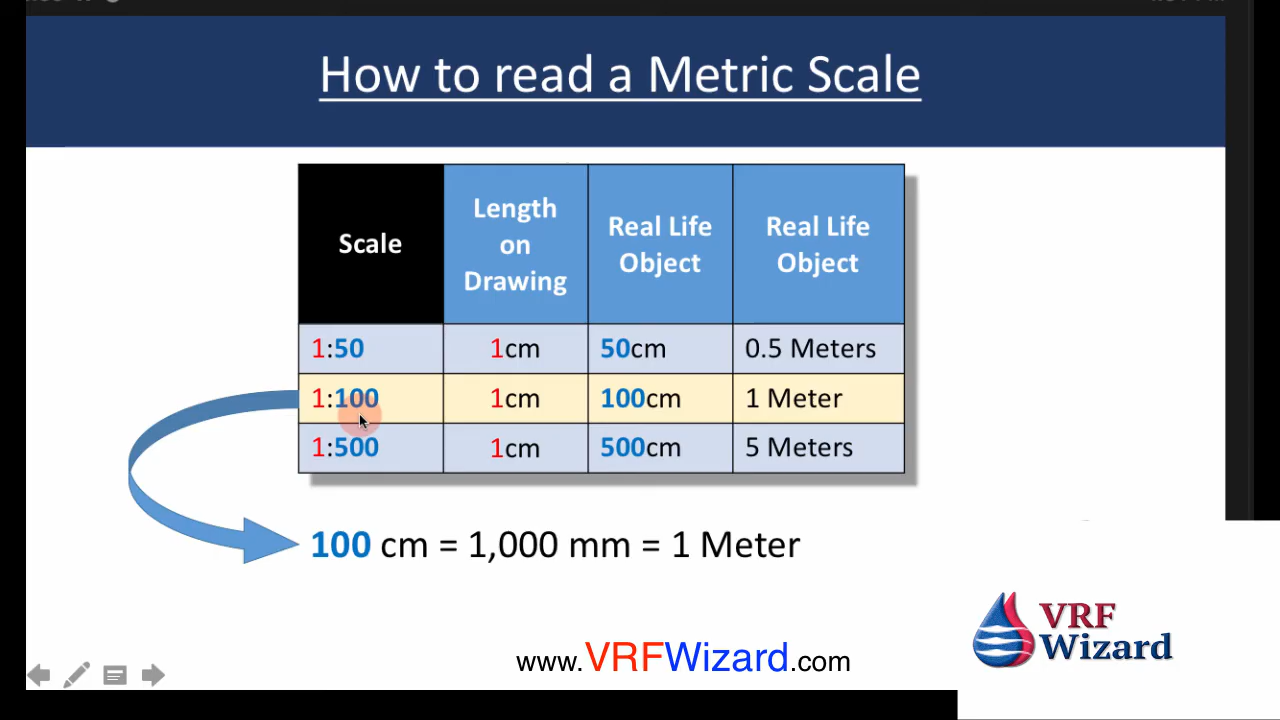 How to read a Metric Scale
Scale
Length
on
Drawing
Real Life
Object
Real Life
Object
1:50 1cm 50cm 0.5 Meters
1:100 1cm 100cm 1 Meter
1:500 1cm 500cm 5 Meters
100 cm = 1,000 mm = 1 Meter
VRF
Wizard
www.VRFWizard.com